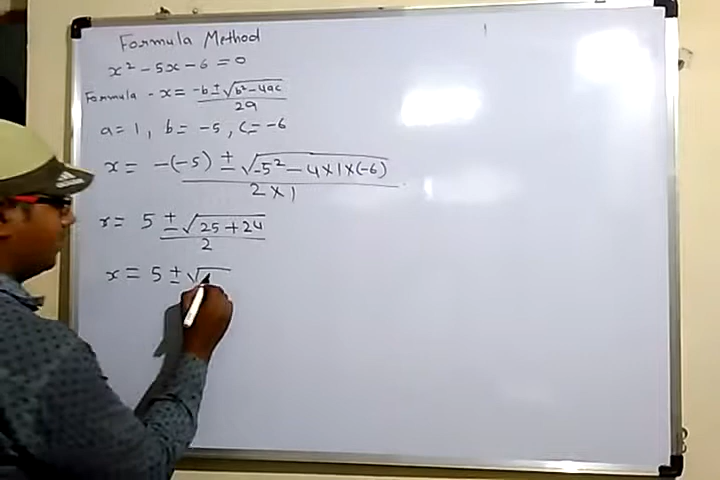 Formula Method
x² - 5x - 6 = 0
Formula - x = -b ± √b² - 4ac / 2a
a = 1, b = -5, c = -6
x = -(-5) ± √-5² - 4 × 1 × (-6) / 2 × 1
x = 5 ± √25 + 24 / 2
x = 5 ± √